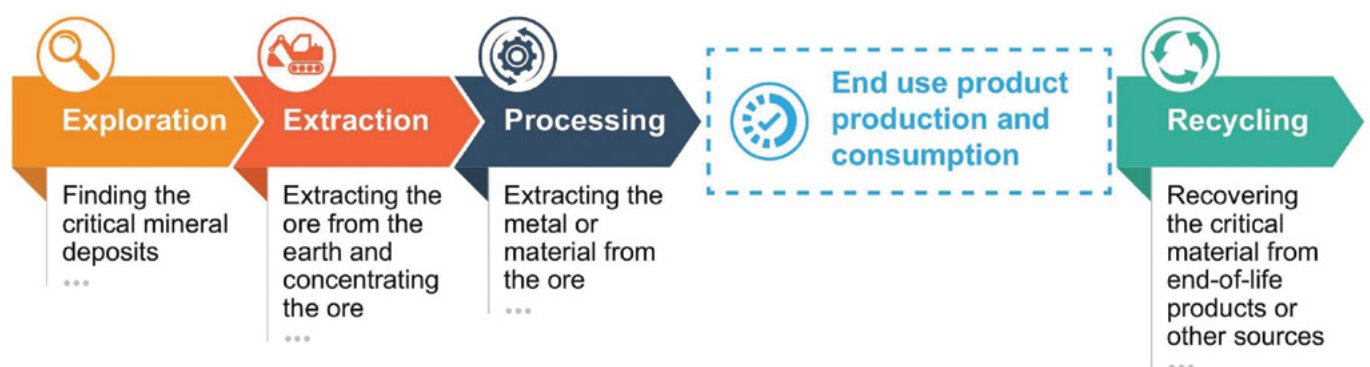 Exploration
Finding the
critical mineral
deposits
...
Extraction
Extracting the
ore from the
earth and
concentrating
the ore
...
Processing
Extracting the
metal or
material from
the ore
...
End use product
production and
consumption
Recycling
Recovering
the critical
material from
end-of-life
products or
other sources
...